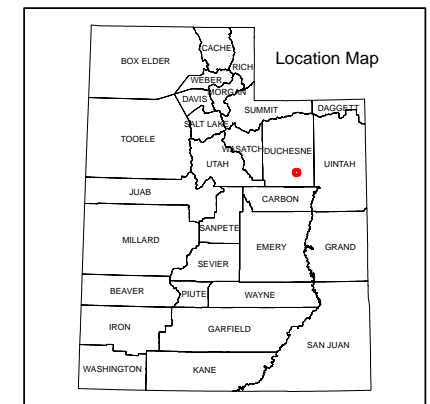 Location Map
CACHE
BOX ELDER
RICH
WEBER
MORGAN
DAVIS
SUMMIT
DAGGETT
SALT LAKE
TOOELE
WASATCH
DUCHESNE
UTAH
UINTAH
JUAB
CARBON
SANPETE
MILLARD
EMERY
GRAND
SEVIER
BEAVER
PIUTE
WAYNE
IRON
GARFIELD
SAN JUAN
WASHINGTON
KANE